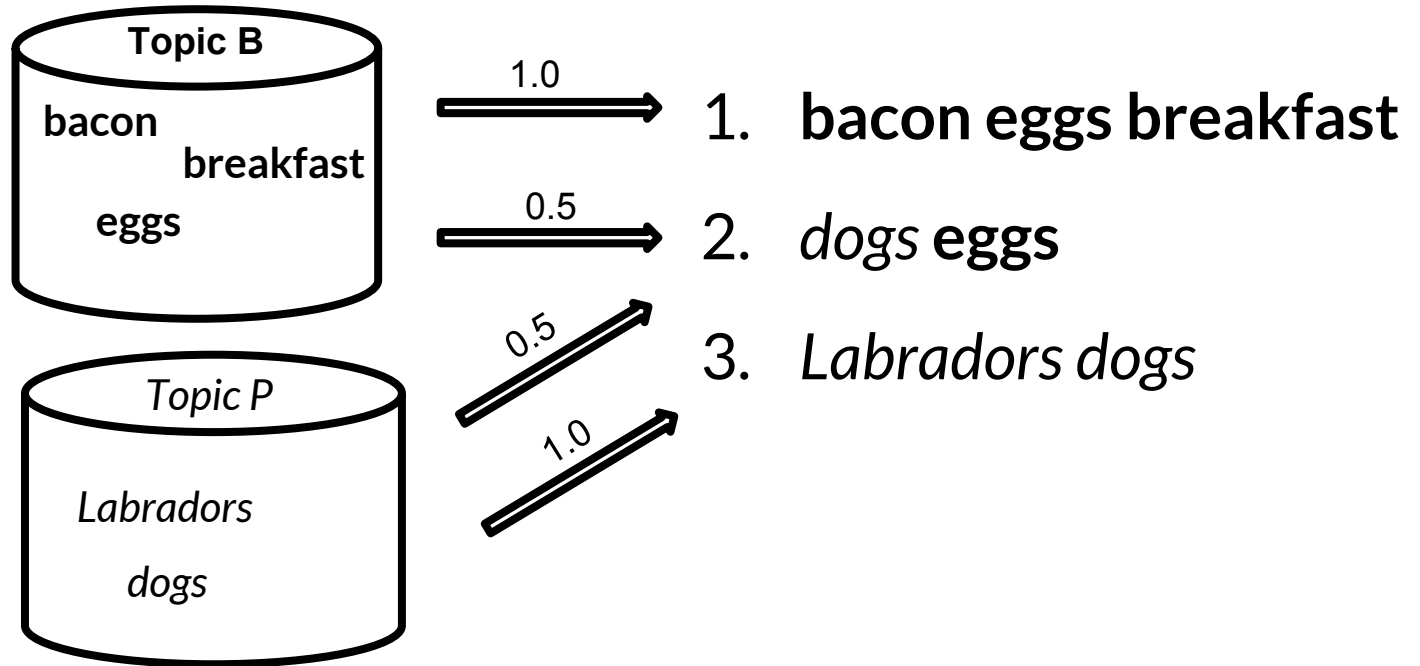 Topic B
bacon
breakfast
eggs
1.0
0.5
0.5
1.0
1. bacon eggs breakfast
2. dogs eggs
3. Labradors dogs
Topic P
Labradors
dogs